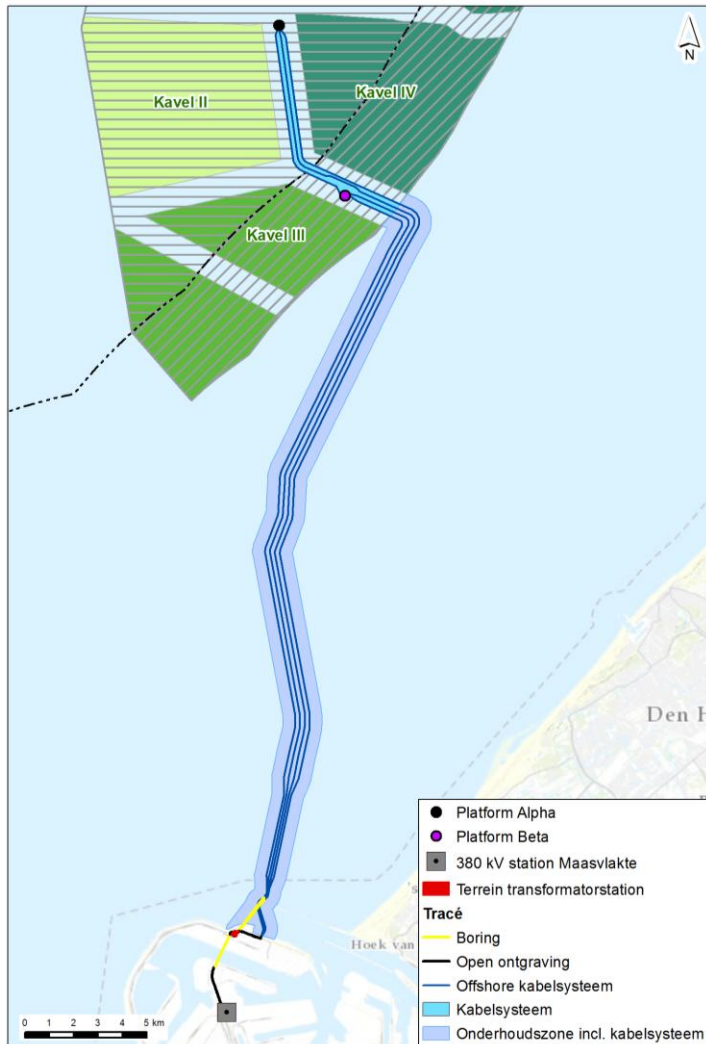 N
Kavel II
Kavel IV
Kavel III
Den H
Hoek van
Platform Alpha
Platform Beta
380 kV station Maasvlakte
Terrein transformatorstation
Tracé
Boring
Open ontgraving
Offshore kabelsysteem
Kabelsysteem
Onderhoudszone incl. kabelsysteem
0 1 2 3 4 5 km